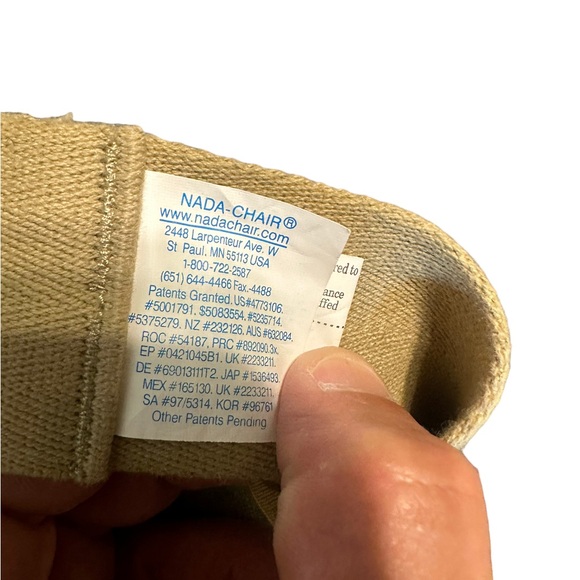 NADA-CHAIR®
www.nadachair.com
2448 Larpenteur Ave. W
St Paul, MN 55113 USA
1-800-722-2587
(651) 644-4466 Fax.-4488
Patents Granted. US#4773106.
#5001791. $5083554. #5235714.
#5375279. NZ #232126. AUS #632084.
ROC #54187. PRC #892090.3x.
EP #0421045B1. UK #2233211.
DE #69013111T2. JAP #1536493.
MEX #165130. UK #2233211.
SA #97/5314. KOR #96761
Other Patents Pending
red to
ance
ffed